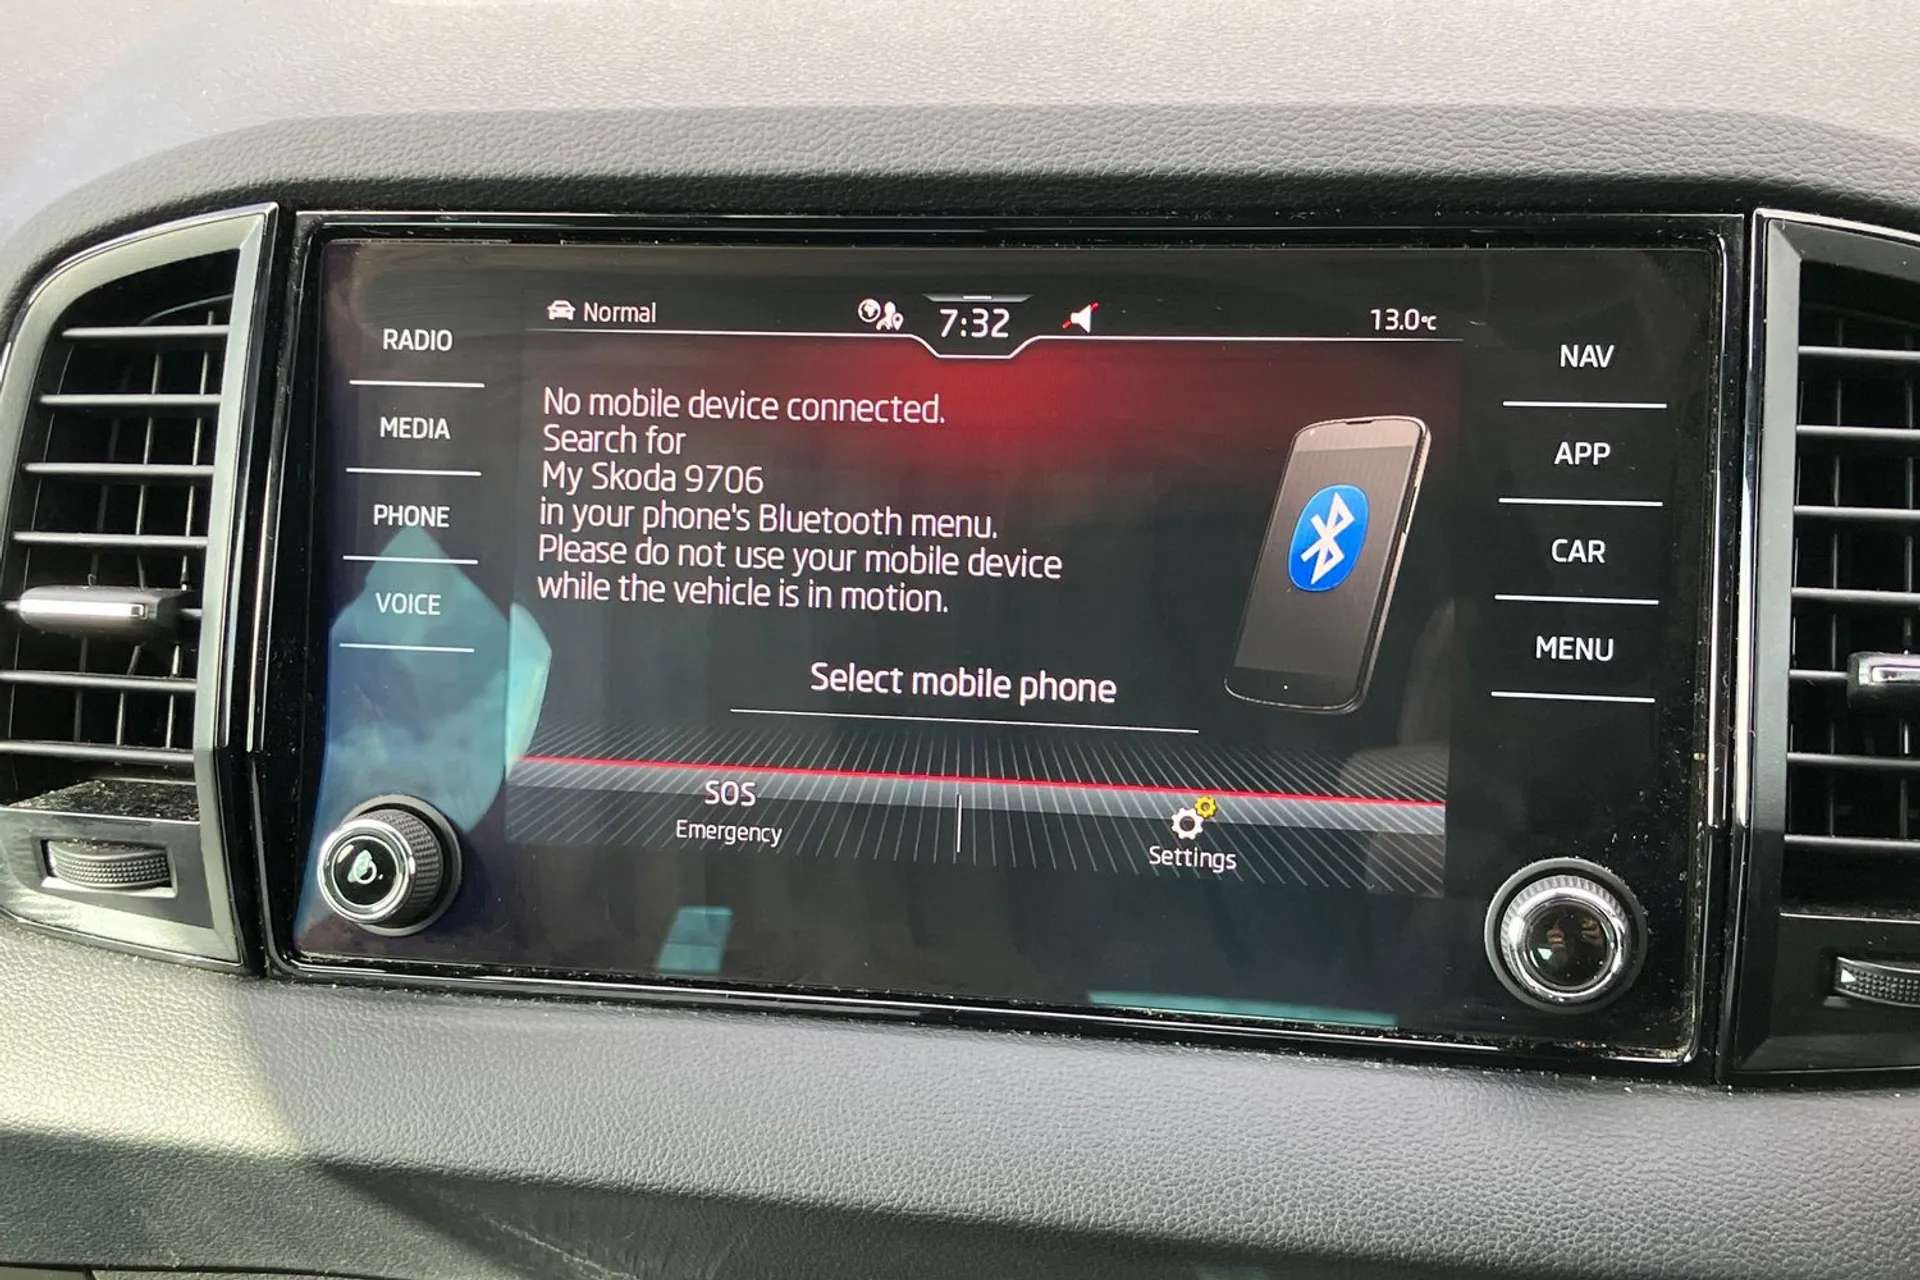 Normal
7:32
13.0°C
RADIO
MEDIA
PHONE
VOICE
No mobile device connected.
Search for
My Skoda 9706
in your phone's Bluetooth menu.
Please do not use your mobile device
while the vehicle is in motion.
Select mobile phone
SOS
Emergency
Settings
NAV
APP
CAR
MENU